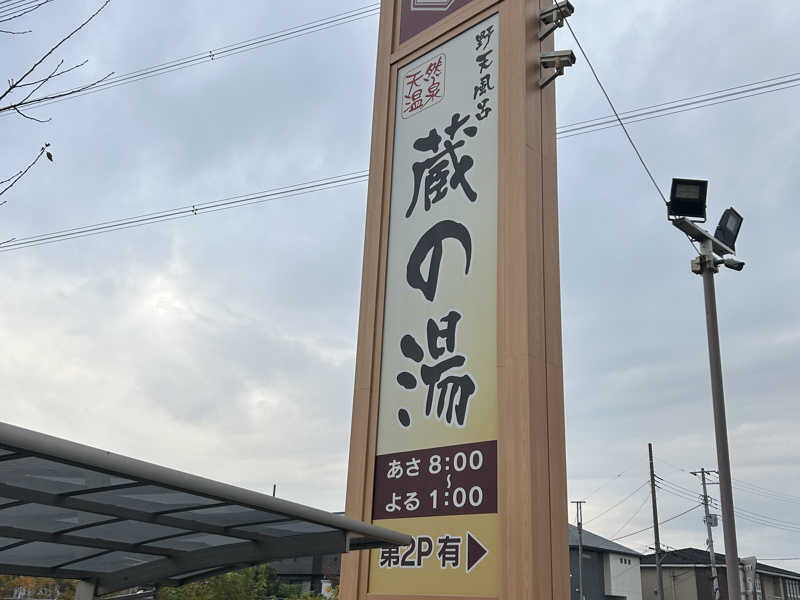 野天風呂
天然温泉
蔵の湯
あさ 8:00
～
よる 1:00
第2P有